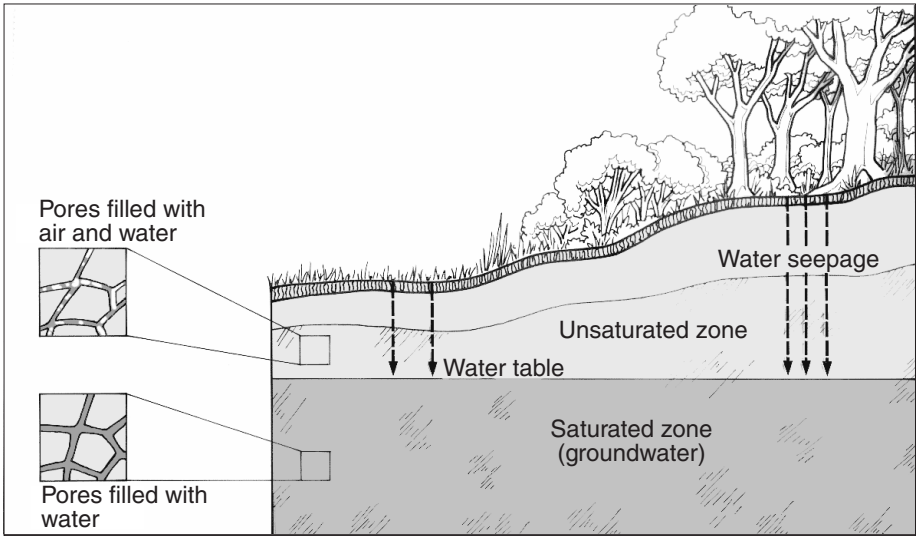 Pores filled with
air and water
Water seepage
Unsaturated zone
Water table
Saturated zone
(groundwater)
Pores filled with
water